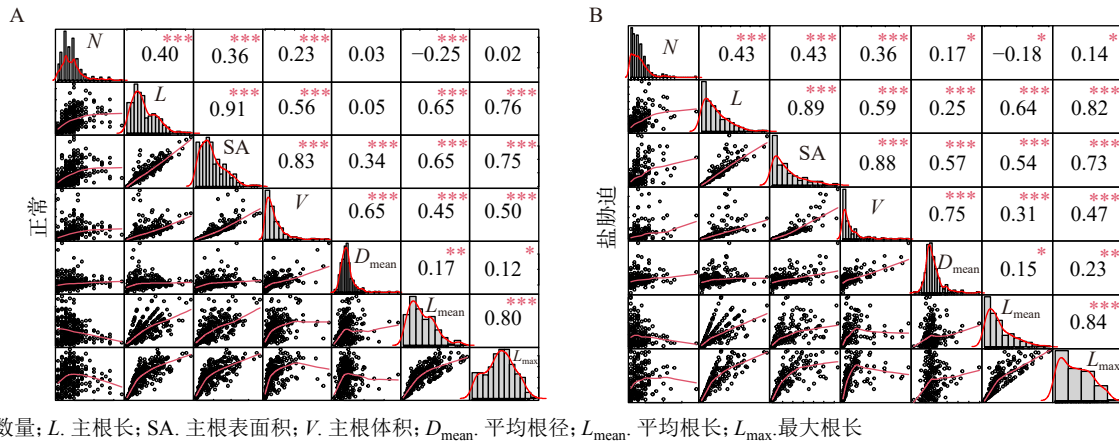 A
B
正常
N
*** *** *** ***
0.40 0.36 0.23 0.03 −0.25 0.02
L
*** *** *** ***
0.91 0.56 0.05 0.65 0.76
SA
*** *** *** ***
0.83 0.34 0.65 0.75
V
*** *** ***
0.65 0.45 0.50
Dmean
** *
0.17 0.12
Lmean
***
0.80
Lmax
盐胁迫
N
*** *** *** * * *
0.43 0.43 0.36 0.17 −0.18 0.14
L
*** *** *** *** ***
0.89 0.59 0.25 0.64 0.82
SA
*** *** *** ***
0.88 0.57 0.54 0.73
V
*** *** ***
0.75 0.31 0.47
Dmean
* **
0.15 0.23
Lmean
***
0.84
Lmax
数量; L. 主根长; SA. 主根表面积; V. 主根体积; Dmean. 平均根径; Lmean. 平均根长; Lmax.最大根长